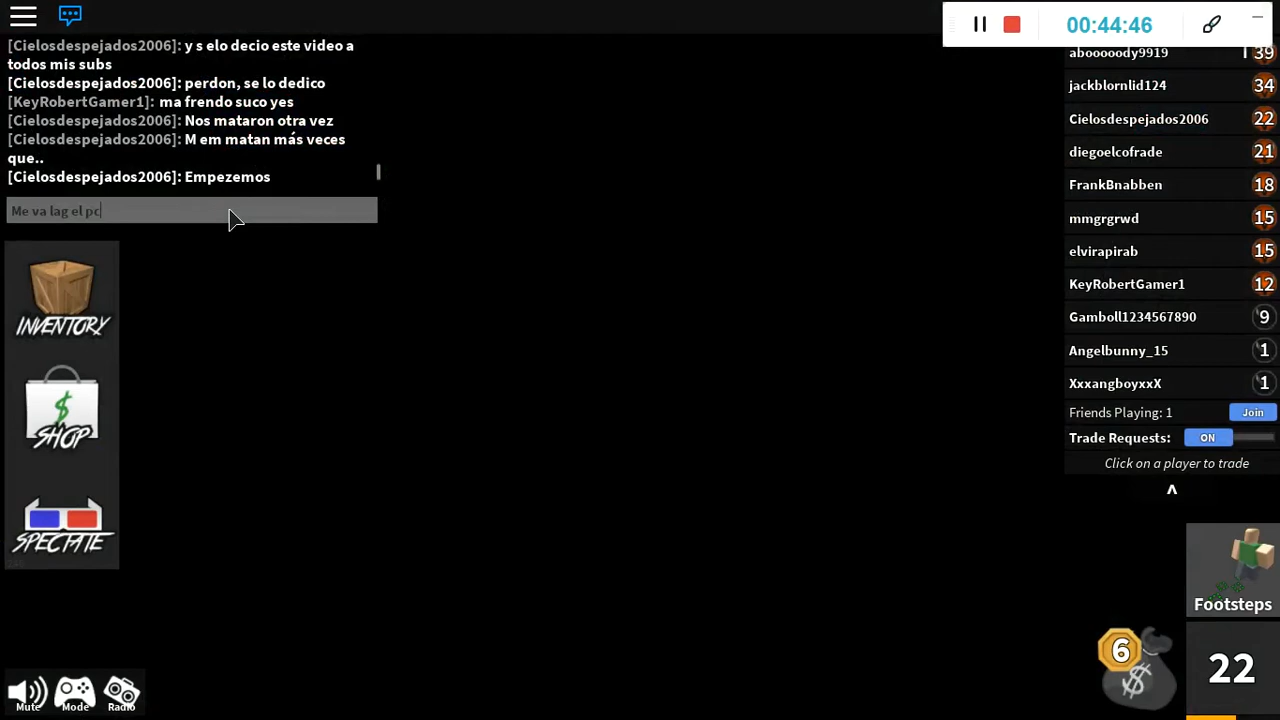 [Cielosdespejados2006]: y s elo decio este video a
todos mis subs
[Cielosdespejados2006]: perdon, se lo dedico
[KeyRobertGamer1]: ma frendo suco yes
[Cielosdespejados2006]: Nos mataron otra vez
[Cielosdespejados2006]: M em matan más veces
que..
[Cielosdespejados2006]: Empezemos
Me va lag el pc
INVENTORY
SHOP
SPECTATE
Mute
Mode
Radio
00:44:46
abooooody9919 39
jackblornlid124 34
Cielosdespejados2006 22
diegoelcofrade 21
FrankBnabben 18
mmgrgrwd 15
elvirapirab 15
KeyRobertGamer1 12
Gamboll1234567890 9
Angelbunny_15 1
XxxangboyxxX 1
Friends Playing: 1 Join
Trade Requests: ON
Click on a player to trade
^
Footsteps
6
22